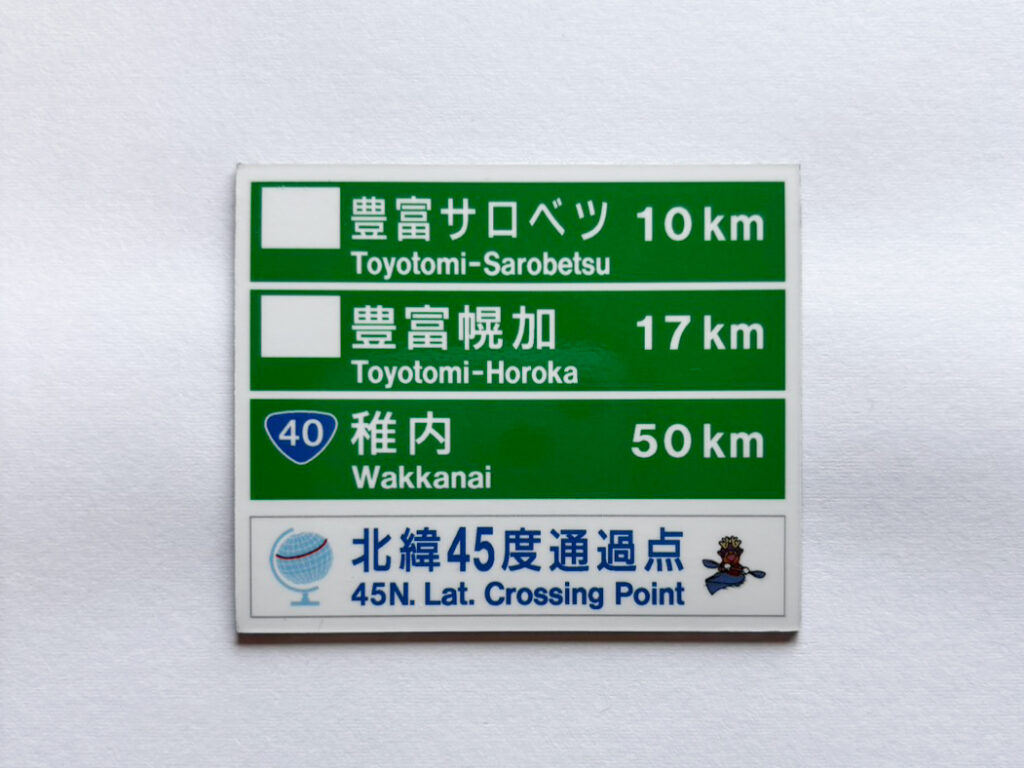 豊富サロベツ 10km
Toyotomi-Sarobetsu
豊富幌加 17km
Toyotomi-Horoka
40 稚内 50km
Wakkanai
北緯45度通過点
45N. Lat. Crossing Point